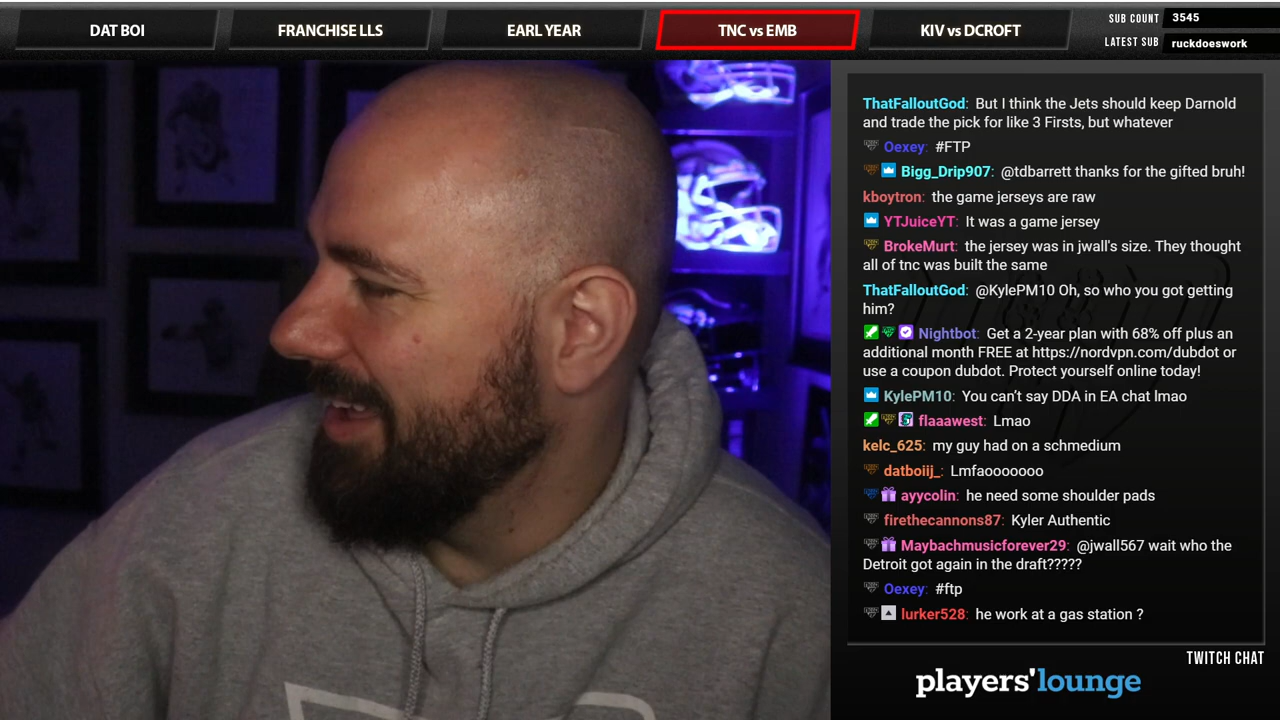 DAT BOI
FRANCHISE LLS
EARL YEAR
TNC vs EMB
KIV vs DCROFT
SUB COUNT 3545
LATEST SUB ruckdoeswork
ThatFalloutGod: But I think the Jets should keep Darnold
and trade the pick for like 3 Firsts, but whatever
Oexey: #FTP
Bigg_Drip907: @tdbarrett thanks for the gifted bruh!
kboytron: the game jerseys are raw
YTJuiceYT: It was a game jersey
BrokeMurt: the jersey was in jwall's size. They thought
all of tnc was built the same
ThatFalloutGod: @KylePM10 Oh, so who you got getting
him?
Nightbot: Get a 2-year plan with 68% off plus an
additional month FREE at https://nordvpn.com/dubdot or
use a coupon dubdot. Protect yourself online today!
KylePM10: You can't say DDA in EA chat lmao
flaaawest: Lmao
kelc_625: my guy had on a schmedium
datboiij_: Lmfaooooooo
ayycolin: he need some shoulder pads
firethecannons87: Kyler Authentic
Maybachmusicforever29: @jwall567 wait who the
Detroit got again in the draft?????
Oexey: #ftp
lurker528: he work at a gas station ?
TWITCH CHAT
players'lounge